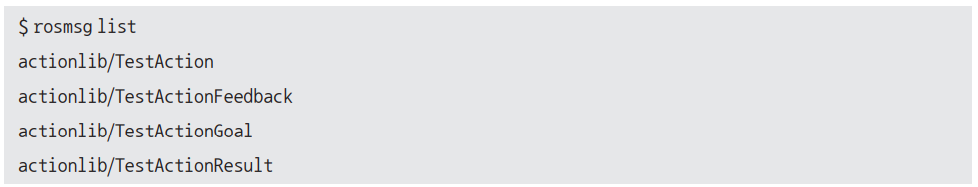 $ rosmsg list
actionlib/TestAction
actionlib/TestActionFeedback
actionlib/TestActionGoal
actionlib/TestActionResult